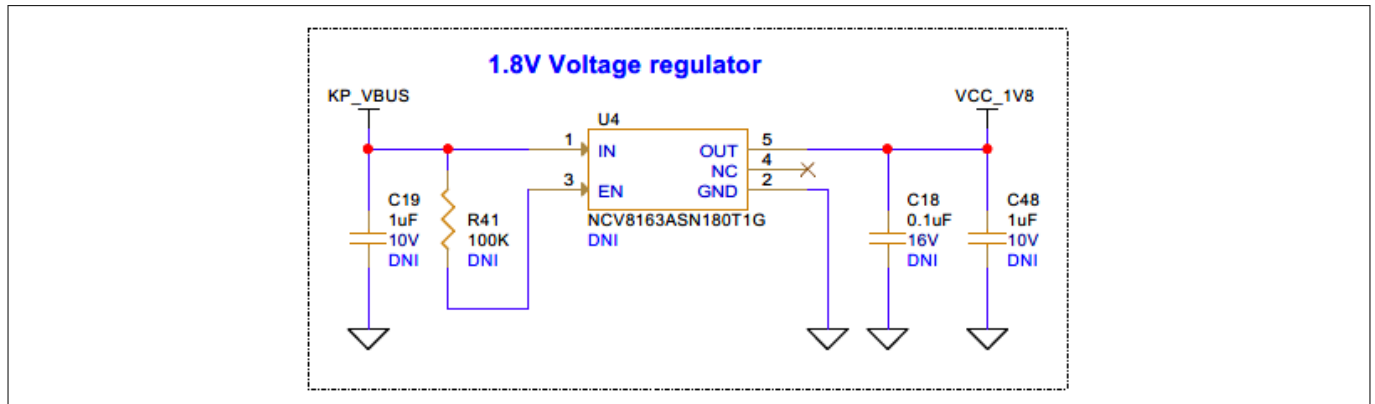 1.8V Voltage regulator
KP_VBUS
VCC_1V8
U4
1
IN
OUT
5
NC
4
3
EN
GND
2
NCV8163ASN180T1G
DNI
C19
1uF
10V
DNI
R41
100K
DNI
C18
0.1uF
16V
DNI
C48
1uF
10V
DNI